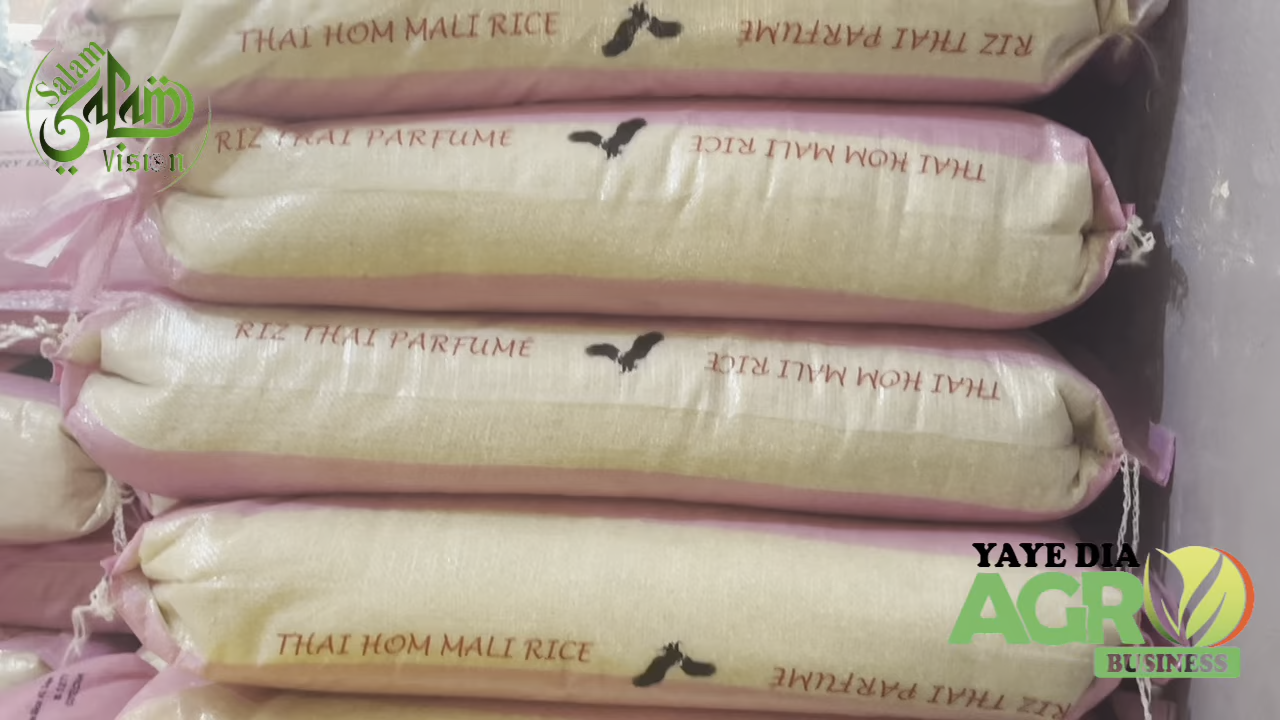 THAI HOM MALI RICE RIZ THAI PARFUME
Salam
سلام
Vision
RIZ THAI PARFUME THAI HOM MALI RICE
RIZ THAI PARFUME THAI HOM MALI RICE
YAYE DIA
AGRO
BUSINESS
THAI HOM MALI RICE RIZ THAI PARFUME